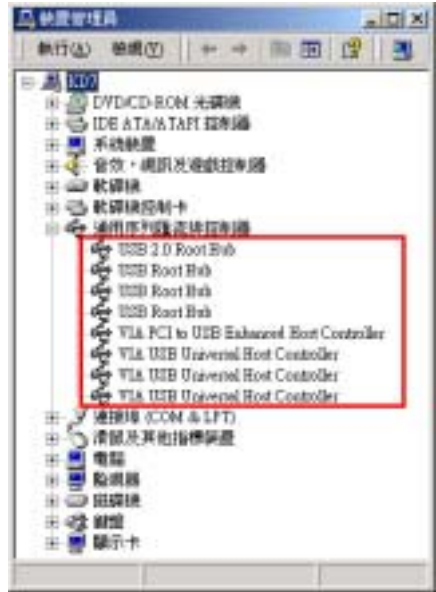 裝置管理員
執行(A) 檢視(V)
KD7
DVD/CD-ROM 光碟機
IDE ATA/ATAPI 控制器
系統裝置
音效、視訊及遊戲控制器
軟碟機
軟碟機控制卡
通用序列匯流排控制器
USB 2.0 Root Hub
USB Root Hub
USB Root Hub
USB Root Hub
VIA PCI to USB Enhanced Host Controller
VIA USB Universal Host Controller
VIA USB Universal Host Controller
VIA USB Universal Host Controller
連接埠 (COM & LPT)
滑鼠及其他指標裝置
電腦
監視器
磁碟機
鍵盤
顯示卡